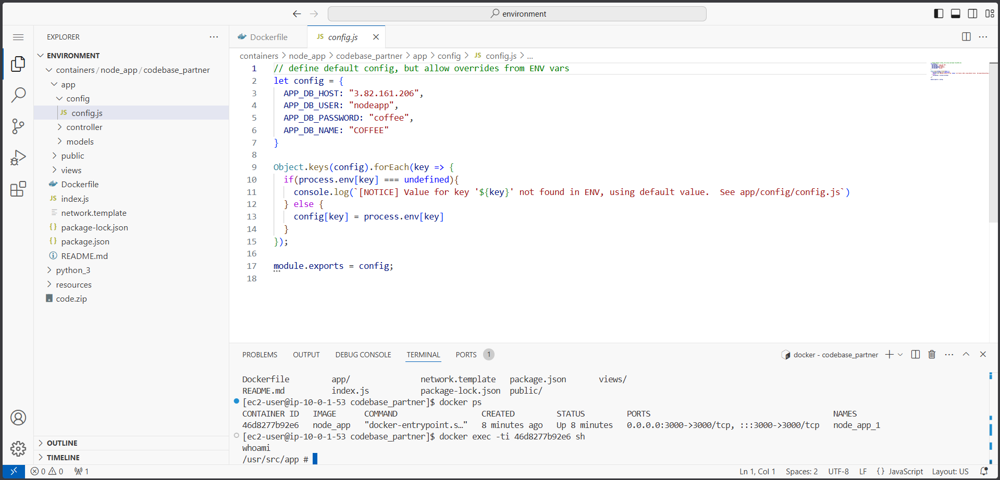 environment
EXPLORER
ENVIRONMENT
containers / node_app / codebase_partner
app
config
JS config.js
controller
models
public
views
Dockerfile
JS index.js
network.template
{} package-lock.json
{} package.json
README.md
python_3
resources
code.zip
OUTLINE
TIMELINE
Dockerfile
JS config.js
containers > node_app > codebase_partner > app > config > JS config.js > ...
1 // define default config, but allow overrides from ENV vars
2 let config = {
3 APP_DB_HOST: "3.82.161.206",
4 APP_DB_USER: "nodeapp",
5 APP_DB_PASSWORD: "coffee",
6 APP_DB_NAME: "COFFEE"
7 }
8
9 Object.keys(config).forEach(key => {
10 if(process.env[key] === undefined){
11 console.log(`[NOTICE] Value for key '${key}' not found in ENV, using default value.  See app/config/config.js`)
12 } else {
13 config[key] = process.env[key]
14 }
15 });
16
17 module.exports = config;
18
PROBLEMS OUTPUT DEBUG CONSOLE TERMINAL PORTS 1
docker - codebase_partner
Dockerfile app/ network.template package.json views/
README.md index.js package-lock.json public/
[ec2-user@ip-10-0-1-53 codebase_partner]$ docker ps
CONTAINER ID IMAGE COMMAND CREATED STATUS PORTS NAMES
46d8277b92e6 node_app "docker-entrypoint.s…" 8 minutes ago Up 8 minutes 0.0.0.0:3000->3000/tcp, :::3000->3000/tcp node_app_1
[ec2-user@ip-10-0-1-53 codebase_partner]$ docker exec -ti 46d8277b92e6 sh
whoami
/usr/src/app #
0 0 1
Ln 1, Col 1 Spaces: 2 UTF-8 LF {} JavaScript Layout: US